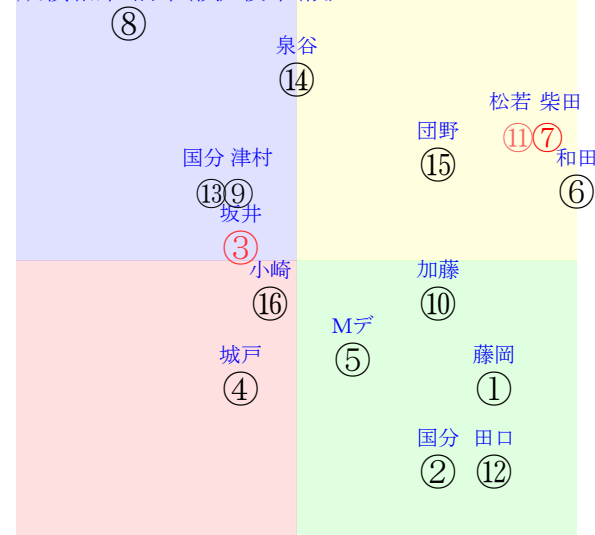 ⑧
泉谷
⑭
松若 柴田
団野
⑪⑦
和田
⑮
国分 津村
⑥
⑬⑨
坂井
③
小崎
加藤
⑯
⑩
Mデ
⑤
城戸
藤岡
④
①
国分
田口
②
⑫